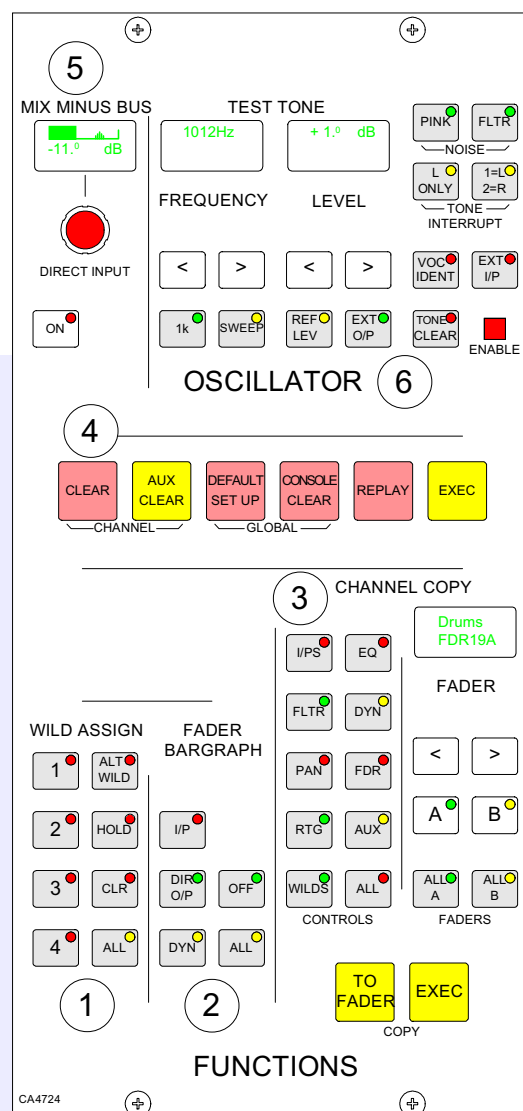 5
MIX MINUS BUS
-11.⁰ dB
DIRECT INPUT
ON
TEST TONE
1012Hz
+ 1.⁰ dB
FREQUENCY
LEVEL
< > < >
1k
SWEEP
REF
LEV
EXT
O/P
PINK
FLTR
NOISE
L
ONLY
1=L
2=R
TONE
INTERRUPT
VOC
IDENT
EXT
I/P
TONE
CLEAR
ENABLE
OSCILLATOR 6
4
CLEAR
AUX
CLEAR
DEFAULT
SET UP
CONSOLE
CLEAR
REPLAY
EXEC
CHANNEL
GLOBAL
WILD ASSIGN
1
ALT
WILD
2
HOLD
3
CLR
4
ALL
1
FADER
BARGRAPH
I/P
DIR
O/P
OFF
DYN
ALL
2
3
CHANNEL COPY
I/PS
EQ
FLTR
DYN
PAN
FDR
RTG
AUX
WILDS
ALL
CONTROLS
Drums
FDR19A
FADER
< >
A
B
ALL
A
ALL
B
FADERS
TO
FADER
EXEC
COPY
FUNCTIONS
CA4724